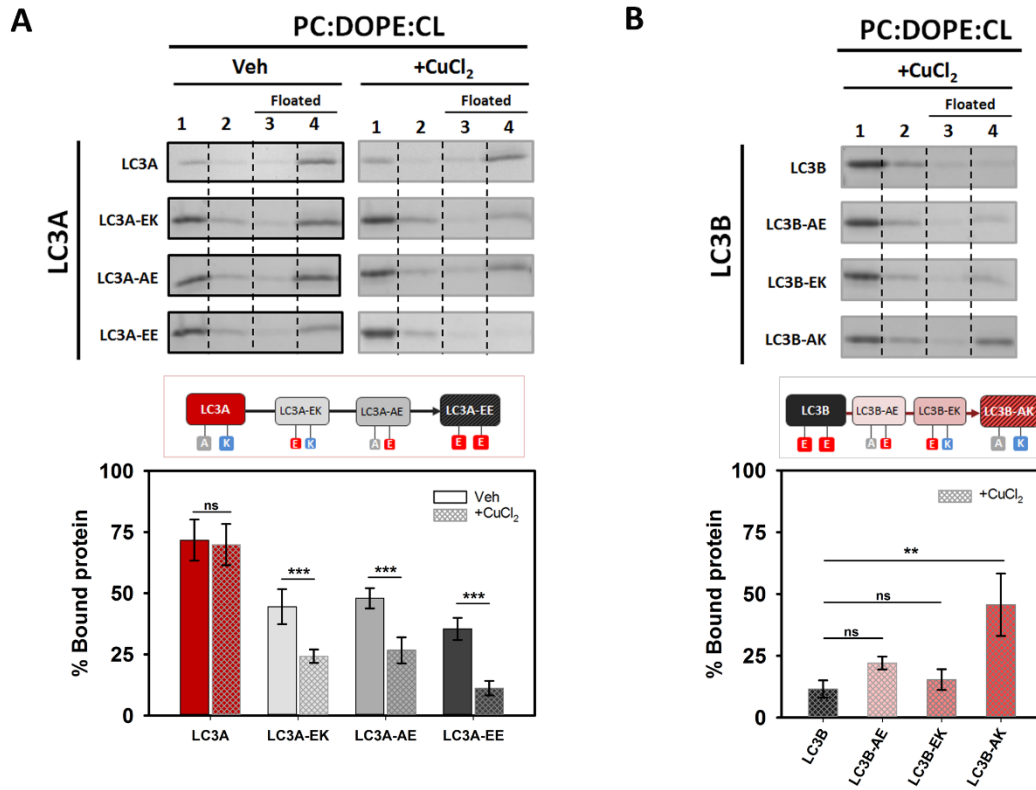 A
PC:DOPE:CL
Veh +CuCl₂
Floated Floated
1 2 3 4 1 2 3 4
LC3A
LC3A
LC3A-EK
LC3A-AE
LC3A-EE
LC3A LC3A-EK LC3A-AE LC3A-EE
A K E K A E E E
100
75
50
25
0
% Bound protein
Veh
+CuCl₂
ns *** *** ***
LC3A LC3A-EK LC3A-AE LC3A-EE
B
PC:DOPE:CL
+CuCl₂
Floated
1 2 3 4
LC3B
LC3B
LC3B-AE
LC3B-EK
LC3B-AK
LC3B LC3B-AE LC3B-EK LC3B-AK
E E A E E K A K
100
75
50
25
0
% Bound protein
+CuCl₂
**
ns
ns
LC3B LC3B-AE LC3B-EK LC3B-AK